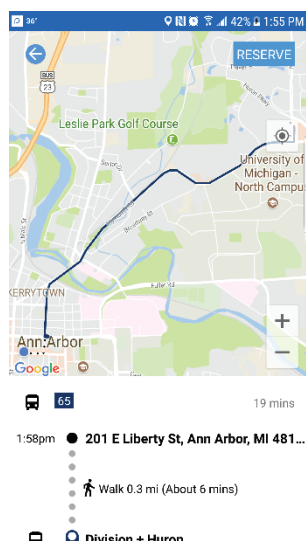 36°
42% 1:55 PM
RESERVE
BUS
23
Leslie Park Golf Course
University of
Michigan -
North Campus
Fuller Rd
KERRYTOWN
Ann Arbor
Google
+
−
65
19 mins
1:58pm
201 E Liberty St, Ann Arbor, MI 481...
Walk 0.3 mi (About 6 mins)
Division + Huron